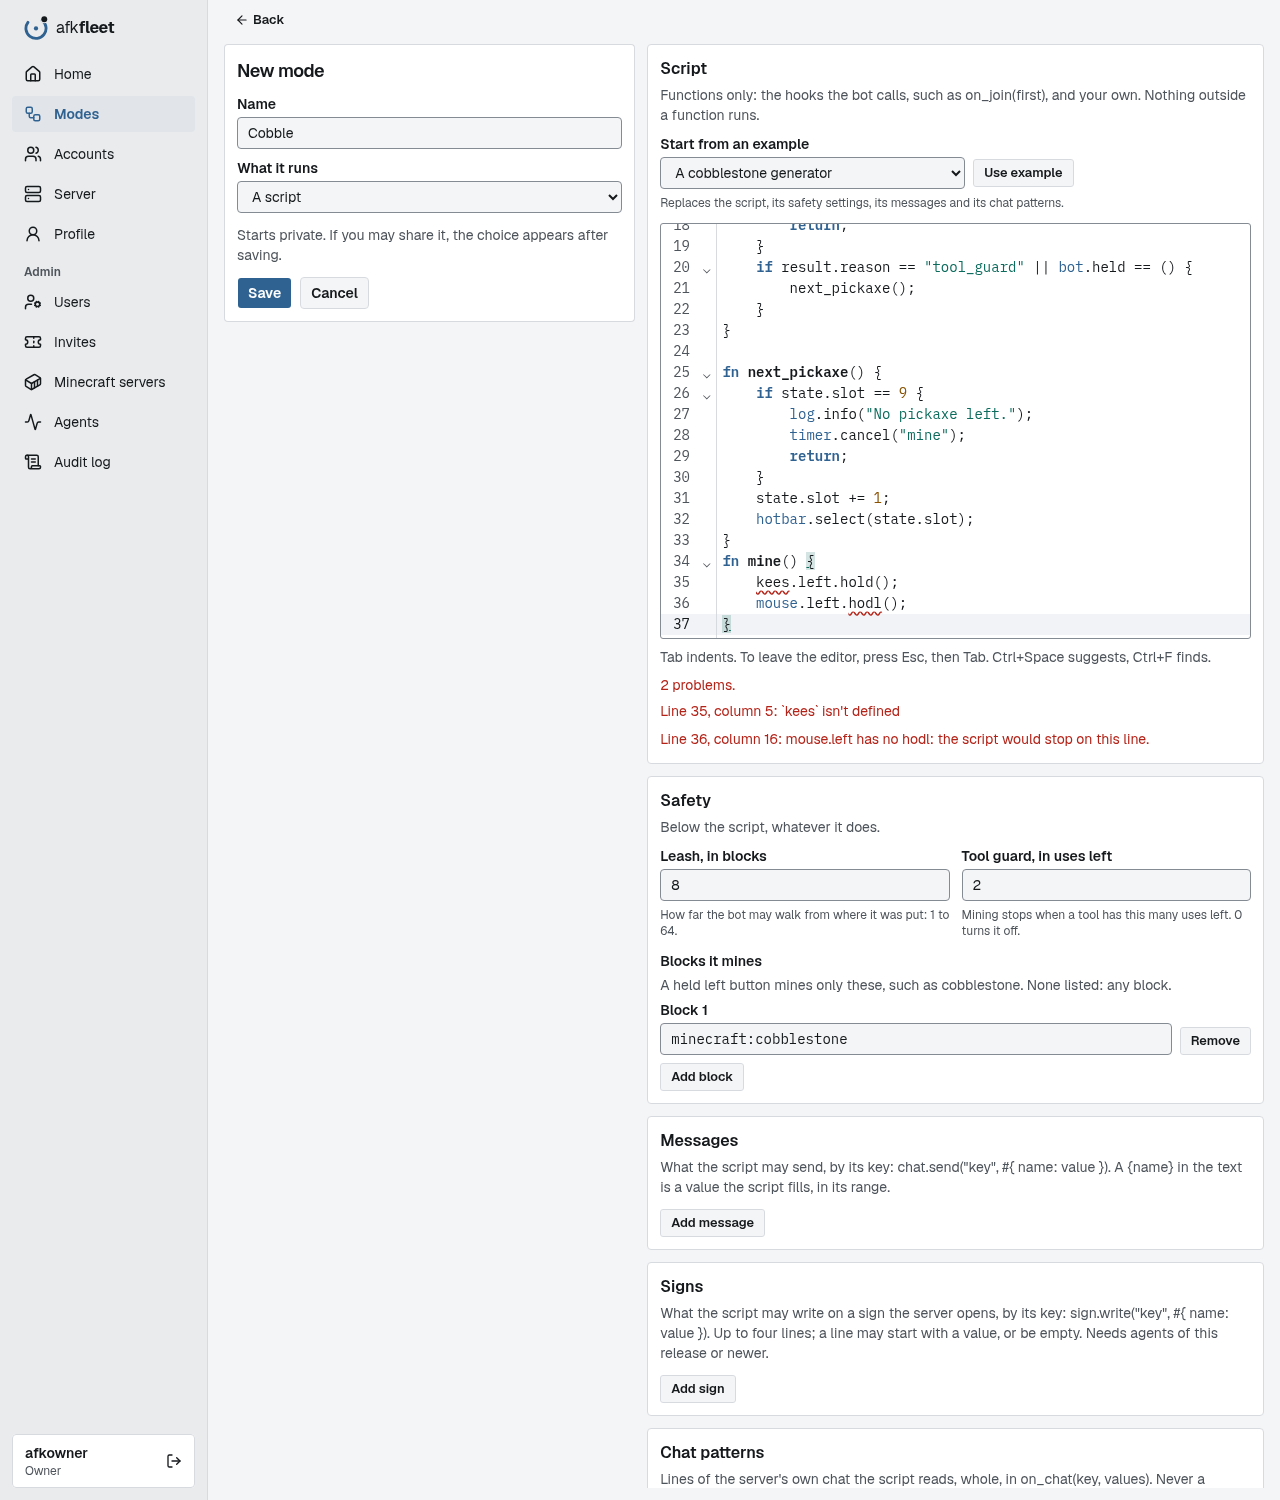 afkfleet
Home
Modes
Accounts
Server
Profile
Admin
Users
Invites
Minecraft servers
Agents
Audit log
afkowner
Owner
Back
New mode
Name
Cobble
What it runs
A script
Starts private. If you may share it, the choice appears after
saving.
Save
Cancel
Script
Functions only: the hooks the bot calls, such as on_join(first), and your own. Nothing outside
a function runs.
Start from an example
A cobblestone generator
Use example
Replaces the script, its safety settings, its messages and its chat patterns.
18         return;
19     }
20     if result.reason == "tool_guard" || bot.held == () {
21         next_pickaxe();
22     }
23 }
24
25 fn next_pickaxe() {
26     if state.slot == 9 {
27         log.info("No pickaxe left.");
28         timer.cancel("mine");
29         return;
30     }
31     state.slot += 1;
32     hotbar.select(state.slot);
33 }
34 fn mine() {
35     kees.left.hold();
36     mouse.left.hodl();
37 }
Tab indents. To leave the editor, press Esc, then Tab. Ctrl+Space suggests, Ctrl+F finds.
2 problems.
Line 35, column 5: `kees` isn't defined
Line 36, column 16: mouse.left has no hodl: the script would stop on this line.
Safety
Below the script, whatever it does.
Leash, in blocks
8
How far the bot may walk from where it was put: 1 to
64.
Tool guard, in uses left
2
Mining stops when a tool has this many uses left. 0
turns it off.
Blocks it mines
A held left button mines only these, such as cobblestone. None listed: any block.
Block 1
minecraft:cobblestone
Remove
Add block
Messages
What the script may send, by its key: chat.send("key", #{ name: value }). A {name} in the text
is a value the script fills, in its range.
Add message
Signs
What the script may write on a sign the server opens, by its key: sign.write("key", #{ name:
value }). Up to four lines; a line may start with a value, or be empty. Needs agents of this
release or newer.
Add sign
Chat patterns
Lines of the server's own chat the script reads, whole, in on_chat(key, values). Never a